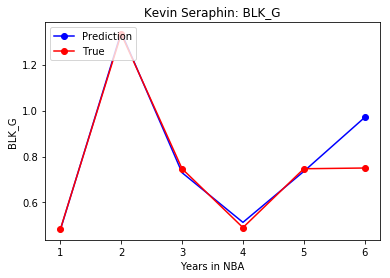 Kevin Seraphin: BLK_G
Prediction
True
1.2
1.0
0.8
0.6
BLK_G
1 2 3 4 5 6
Years in NBA